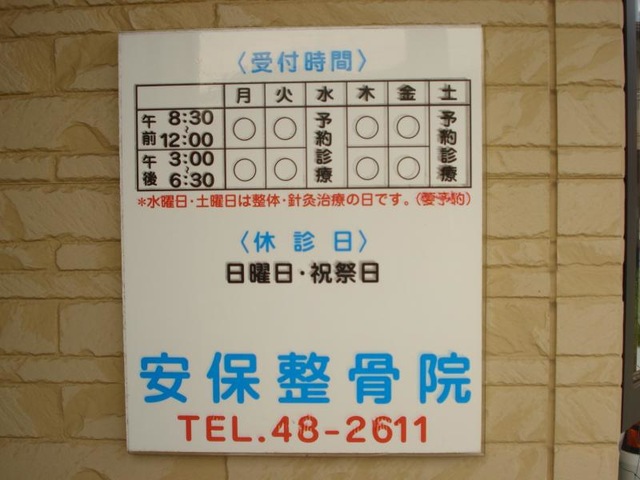 〈受付時間〉
月 火 水 木 金 土
午前 8:30~12:00 ○ ○ 予約診療 ○ ○ 予約診療
午後 3:00~6:30 ○ ○ ○ ○
*水曜日・土曜日は整体・針灸治療の日です。(要予約)
〈休診日〉
日曜日・祝祭日
安保整骨院
TEL.48-2611